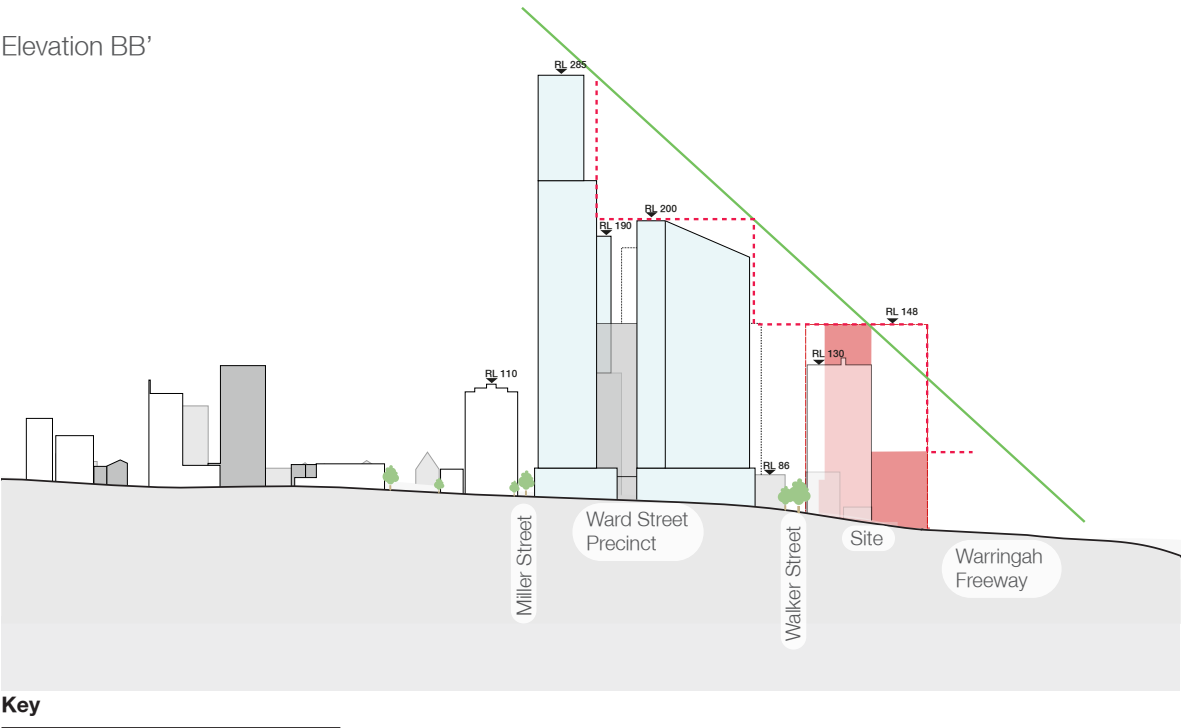 Elevation BB’
RL 285
RL 200
RL 190
RL 148
RL 130
RL 110
RL 86
Miller Street
Ward Street
Precinct
Walker Street
Site
Warringah
Freeway
Key